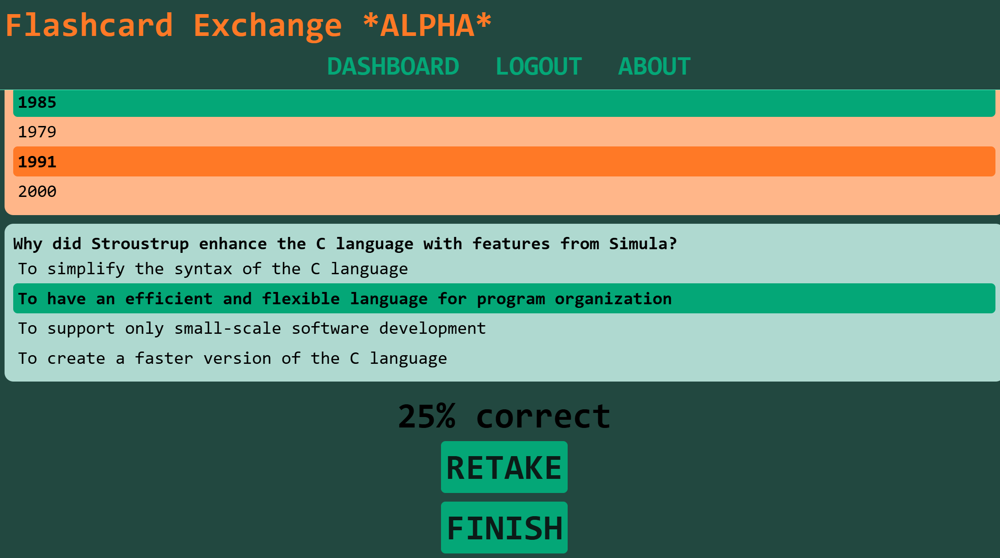 Flashcard Exchange *ALPHA*
DASHBOARD LOGOUT ABOUT
1985
1979
1991
2000
Why did Stroustrup enhance the C language with features from Simula?
To simplify the syntax of the C language
To have an efficient and flexible language for program organization
To support only small-scale software development
To create a faster version of the C language
25% correct
RETAKE
FINISH